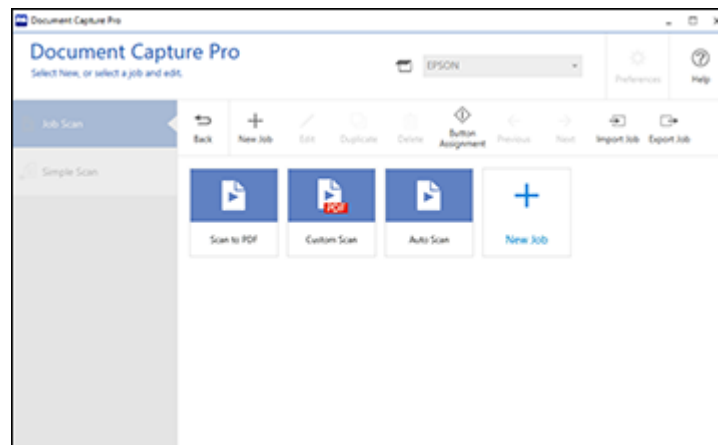 Document Capture Pro
Document Capture Pro
Select New, or select a job and edit.
EPSON
Preferences
Help
Job Scan
Simple Scan
Back
New Job
Edit
Duplicate
Delete
Button
Assignment
Previous
Next
Import Job
Export Job
PDF
Scan to PDF
Custom Scan
Auto Scan
New Job